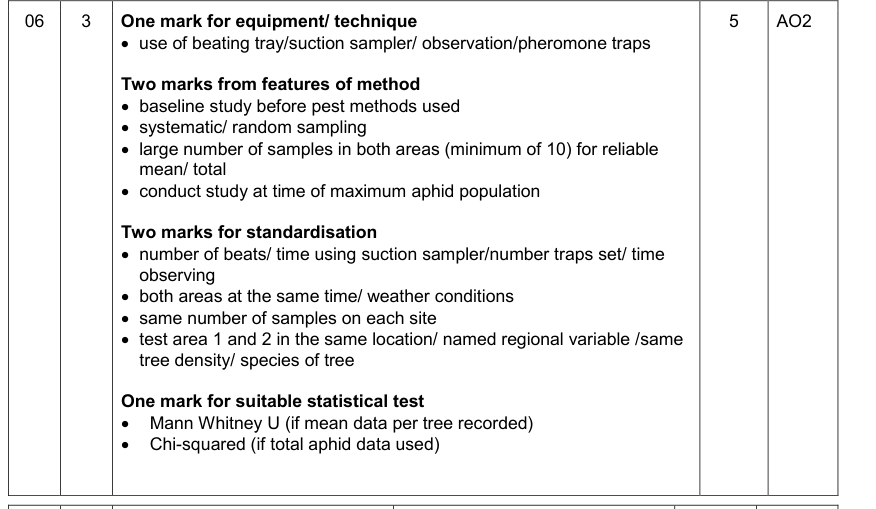 06 3 One mark for equipment/ technique 5 AO2
• use of beating tray/suction sampler/ observation/pheromone traps
Two marks from features of method
• baseline study before pest methods used
• systematic/ random sampling
• large number of samples in both areas (minimum of 10) for reliable
mean/ total
• conduct study at time of maximum aphid population
Two marks for standardisation
• number of beats/ time using suction sampler/number traps set/ time
observing
• both areas at the same time/ weather conditions
• same number of samples on each site
• test area 1 and 2 in the same location/ named regional variable /same
tree density/ species of tree
One mark for suitable statistical test
• Mann Whitney U (if mean data per tree recorded)
• Chi-squared (if total aphid data used)